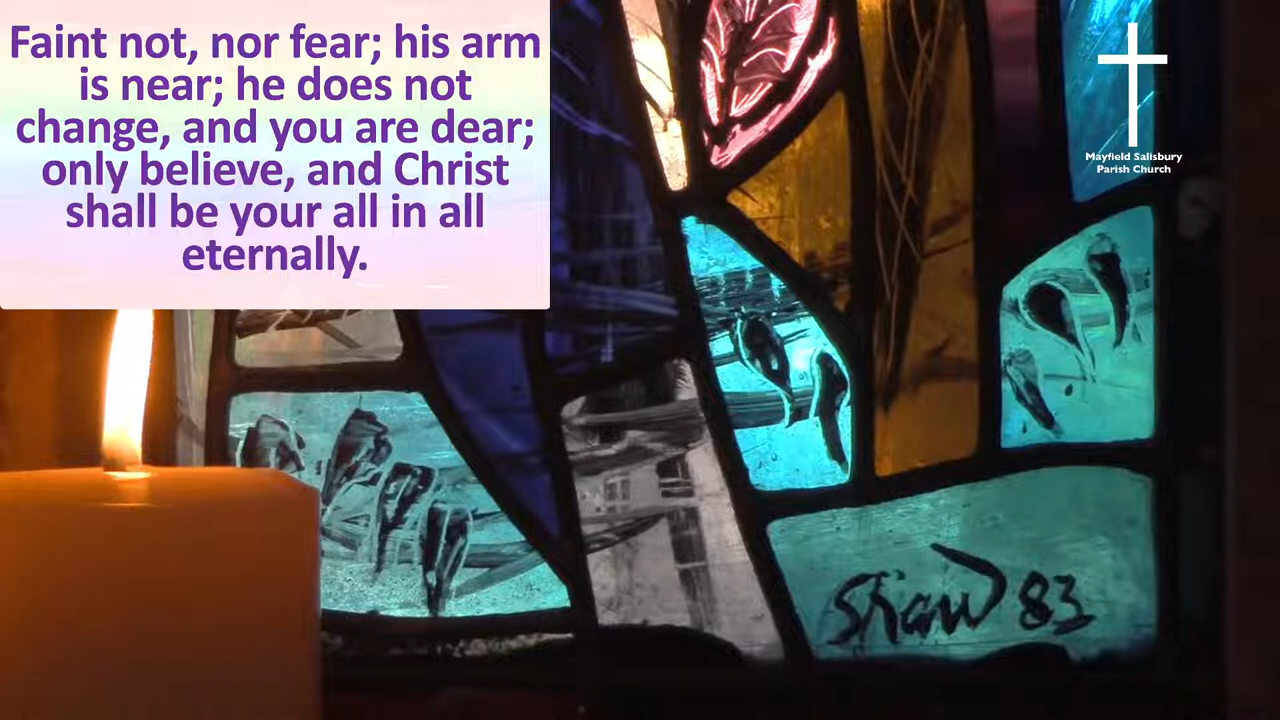 Faint not, nor fear; his arm
is near; he does not
change, and you are dear;
only believe, and Christ
shall be your all in all
eternally.
Mayfield Salisbury
Parish Church
Shaw 83